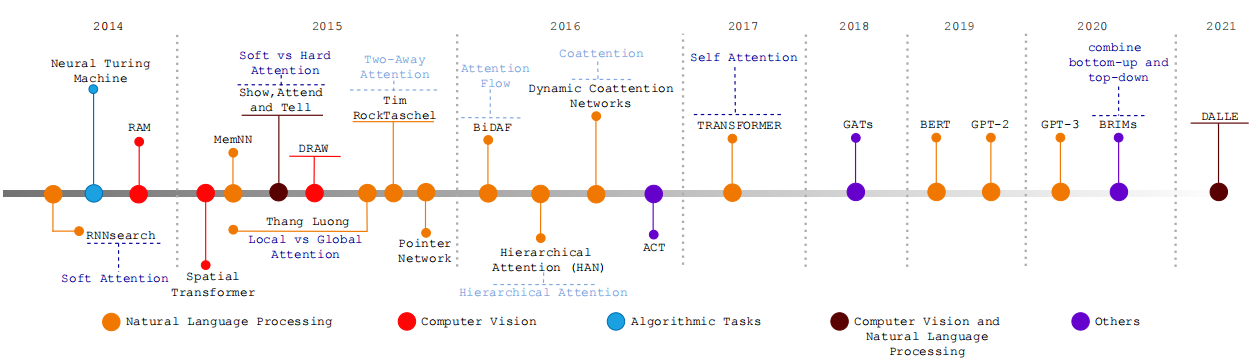 2014
2015
2016
2017
2018
2019
2020
2021
Neural Turing
Machine
RAM
RNNsearch
Soft Attention
Soft vs Hard
Attention
Show,Attend
and Tell
MemNN
DRAW
Two-Away
Attention
Tim
RockTaschel
Thang Luong
Local vs Global
Attention
Spatial
Transformer
Pointer
Network
Attention
Flow
BiDAF
Coattention
Dynamic Coattention
Networks
Hierarchical
Attention (HAN)
Hierarchical Attention
ACT
Self Attention
TRANSFORMER
GATs
BERT
GPT-2
GPT-3
combine
bottom-up and
top-down
BRIMs
DALLE
Natural Language Processing
Computer Vision
Algorithmic Tasks
Computer Vision and
Natural Language
Processing
Others